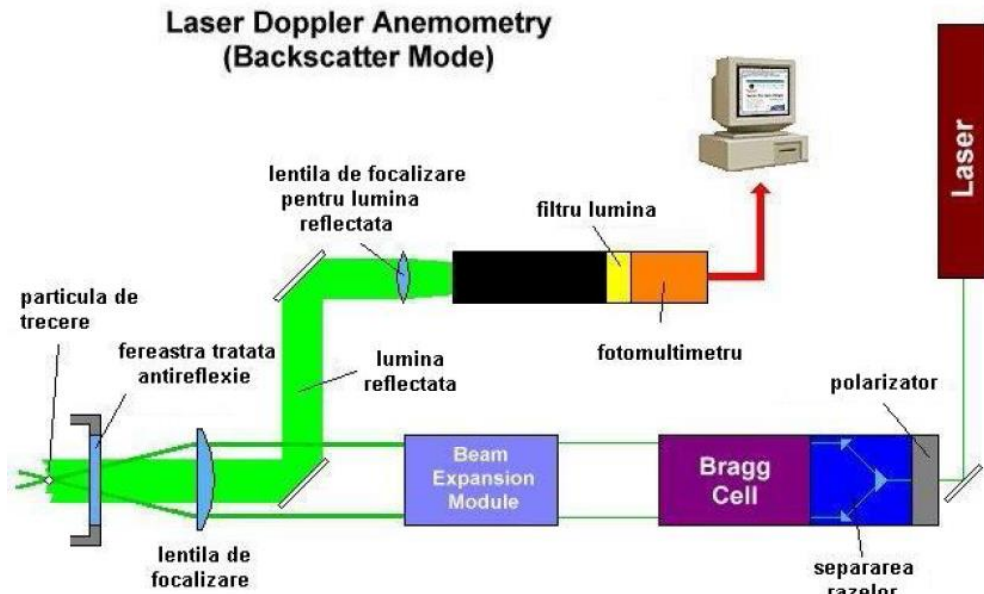 Laser Doppler Anemometry
(Backscatter Mode)
Laser
lentila de focalizare
pentru lumina
reflectata
filtru lumina
particula de
trecere
fereastra tratata
antireflexie
lumina
reflectata
fotomultimetru
polarizator
Beam
Expansion
Module
Bragg
Cell
lentila de
focalizare
separarea
razelor